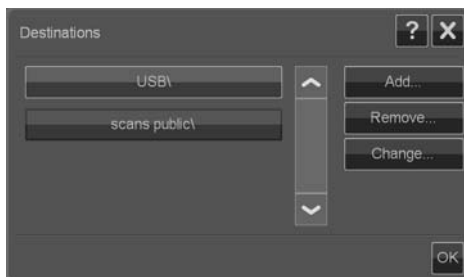 Destinations
? X
USB\
scans public\
Add...
Remove...
Change...
OK